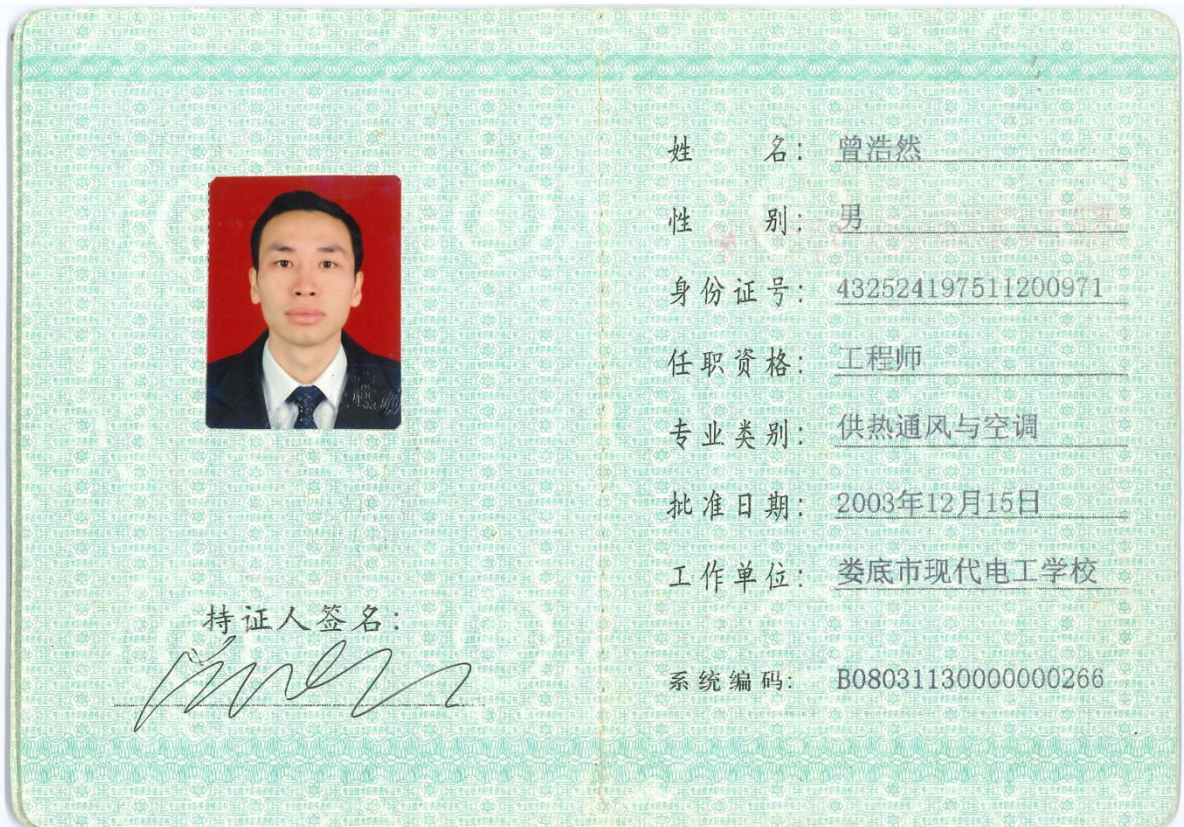 持证人签名:
姓 名: 曾浩然
性 别: 男
身份证号: 432524197511200971
任职资格: 工程师
专业类别: 供热通风与空调
批准日期: 2003年12月15日
工作单位: 娄底市现代电工学校
系统编码: B08031130000000266